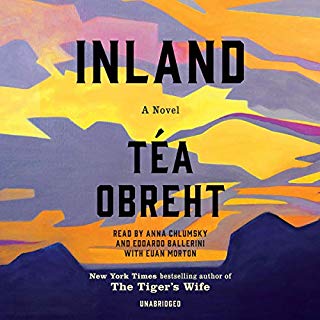 INLAND
A Novel
TÉA
OBREHT
READ BY ANNA CHLUMSKY
AND EDOARDO BALLERINI
WITH EUAN MORTON
New York Times bestselling author of
The Tiger's Wife
UNABRIDGED